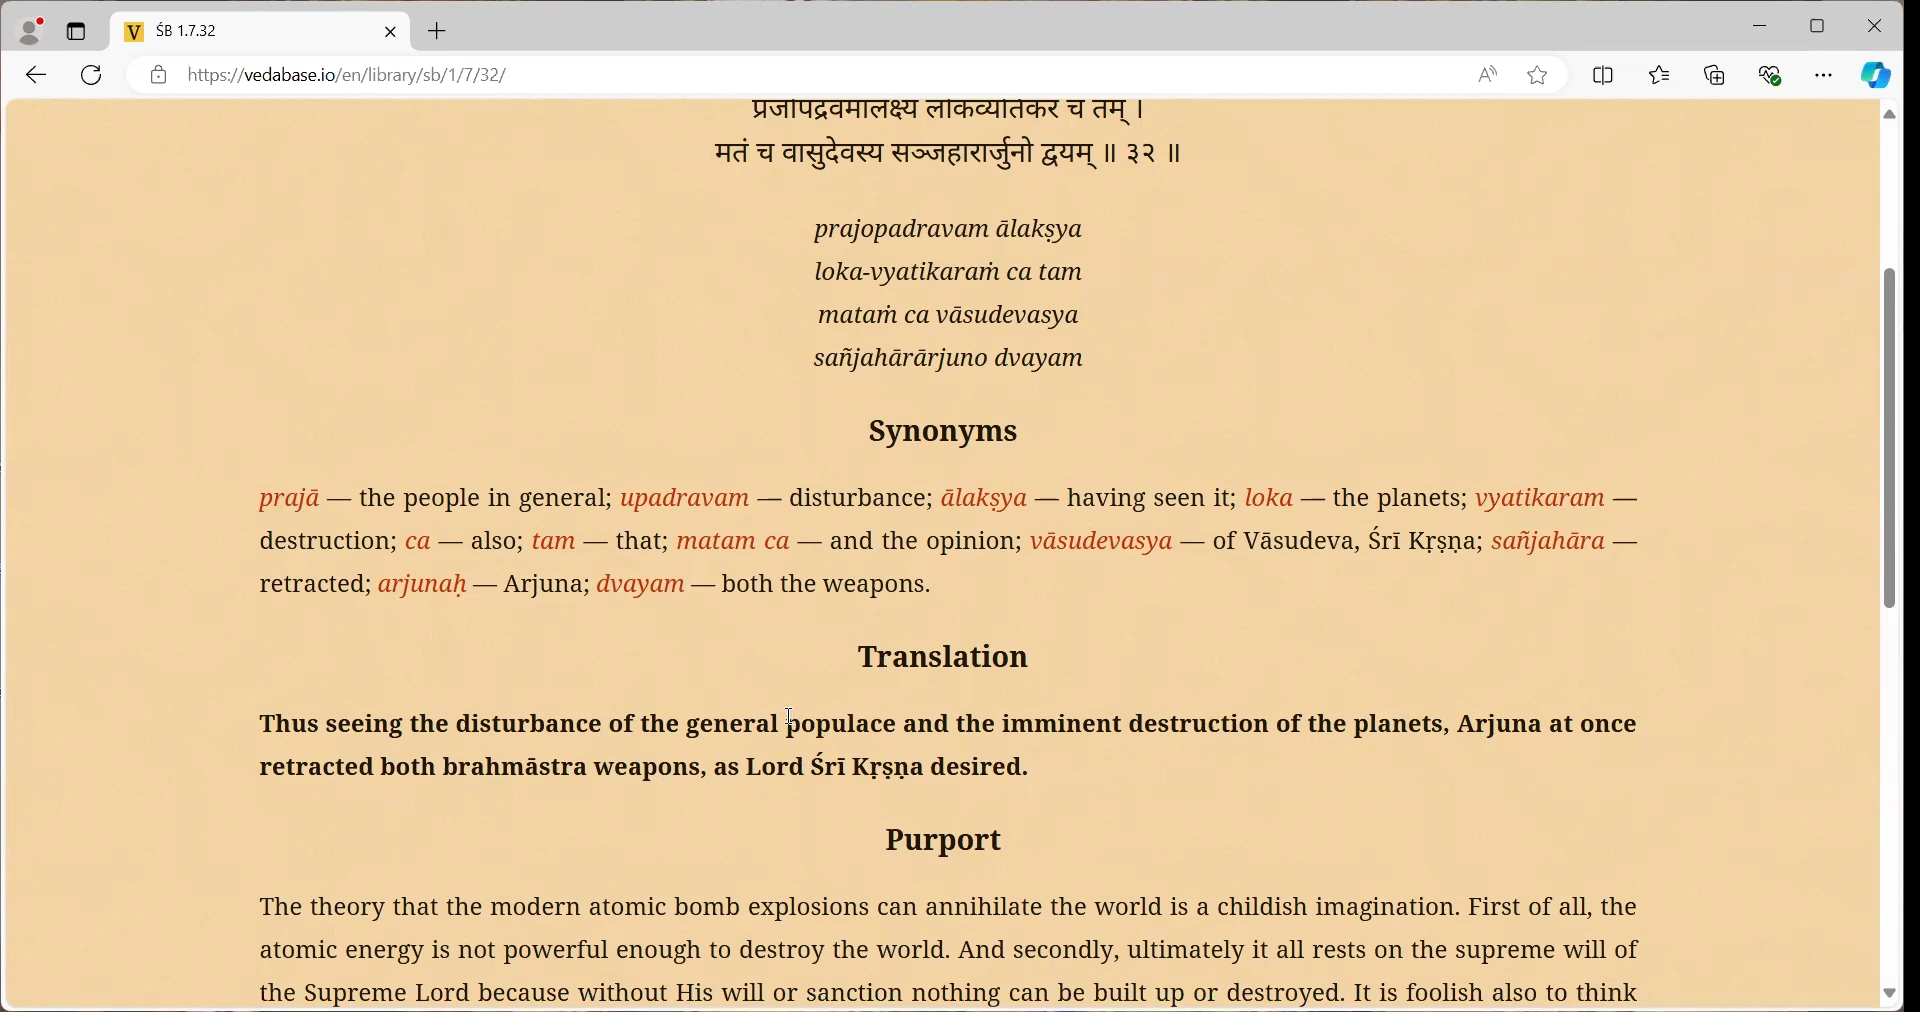 ŚB 1.7.32
https://vedabase.io/en/library/sb/1/7/32/
प्रजोपद्रवमालक्ष्य लोकव्यतिकरं च तम् ।
मतं च वासुदेवस्य सञ्जहारार्जुनो द्वयम् ॥ ३२ ॥
prajopadravam ālakṣya
loka-vyatikaraṁ ca tam
mataṁ ca vāsudevasya
sañjahārārjuno dvayam
Synonyms
prajā — the people in general; upadravam — disturbance; ālakṣya — having seen it; loka — the planets; vyatikaram —
destruction; ca — also; tam — that; matam ca — and the opinion; vāsudevasya — of Vāsudeva, Śrī Kṛṣṇa; sañjahāra —
retracted; arjunaḥ — Arjuna; dvayam — both the weapons.
Translation
Thus seeing the disturbance of the general populace and the imminent destruction of the planets, Arjuna at once
retracted both brahmāstra weapons, as Lord Śrī Kṛṣṇa desired.
Purport
The theory that the modern atomic bomb explosions can annihilate the world is a childish imagination. First of all, the
atomic energy is not powerful enough to destroy the world. And secondly, ultimately it all rests on the supreme will of
the Supreme Lord because without His will or sanction nothing can be built up or destroyed. It is foolish also to think